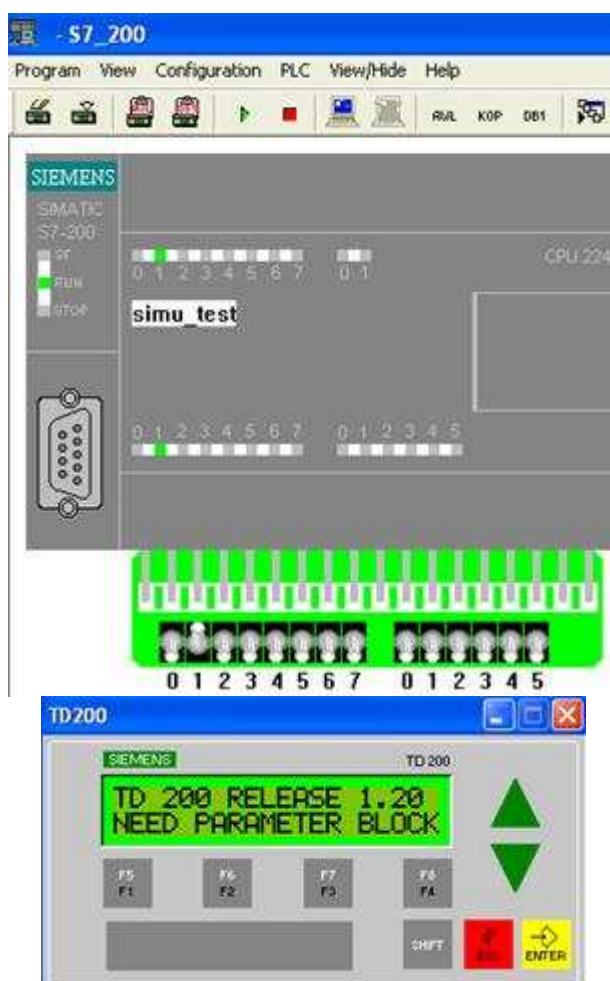 - S7_200
Program View Configuration PLC View/Hide Help
AWL KOP DB1
SIEMENS
SIMATIC
S7-200
SF
RUN
STOP
0 1 2 3 4 5 6 7 0 1
CPU 224
simu_test
0 1 2 3 4 5 6 7 0 1 2 3 4 5
0 1 2 3 4 5 6 7 0 1 2 3 4 5
TD200
SIEMENS TD 200
TD 200 RELEASE 1.20
NEED PARAMETER BLOCK
F5 F6 F7 F8
F1 F2 F3 F4
SHIFT ESC ENTER